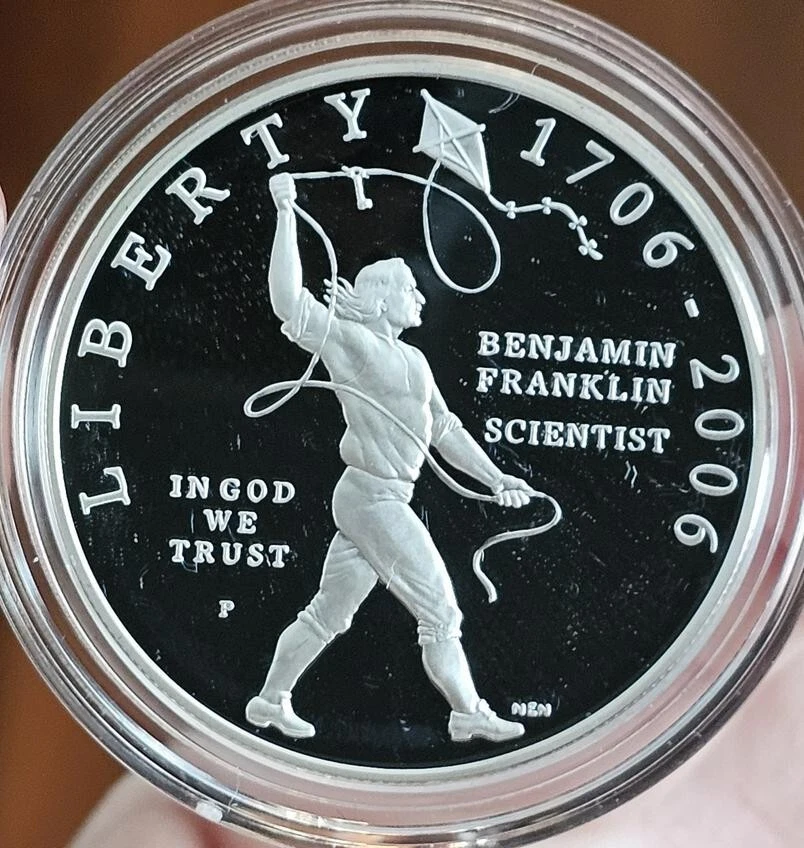 LIBERTY
1706 - 2006
BENJAMIN
FRANKLIN
SCIENTIST
IN GOD
WE
TRUST
P
NEN